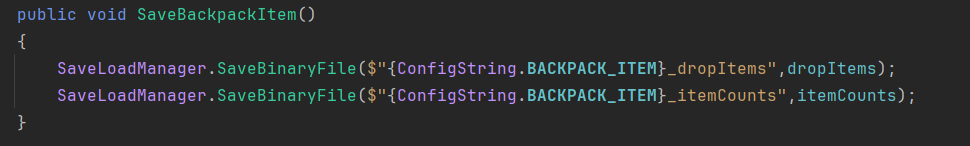 public void SaveBackpackItem()
{
SaveLoadManager.SaveBinaryFile($"{ConfigString.BACKPACK_ITEM}_dropItems",dropItems);
SaveLoadManager.SaveBinaryFile($"{ConfigString.BACKPACK_ITEM}_itemCounts",itemCounts);
}